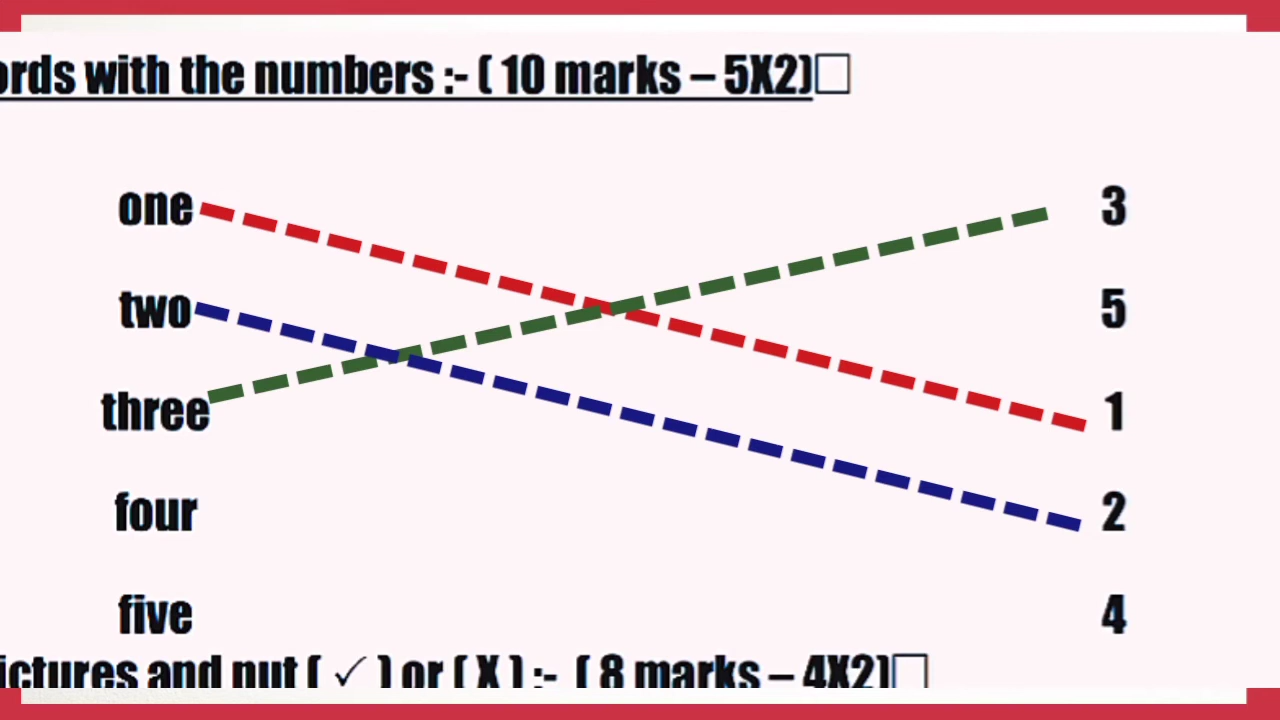 ords with the numbers :- ( 10 marks – 5X2)
one 3
two 5
three 1
four 2
five 4
ictures and put ( ✓ ) or ( X ) :- ( 8 marks – 4X2)